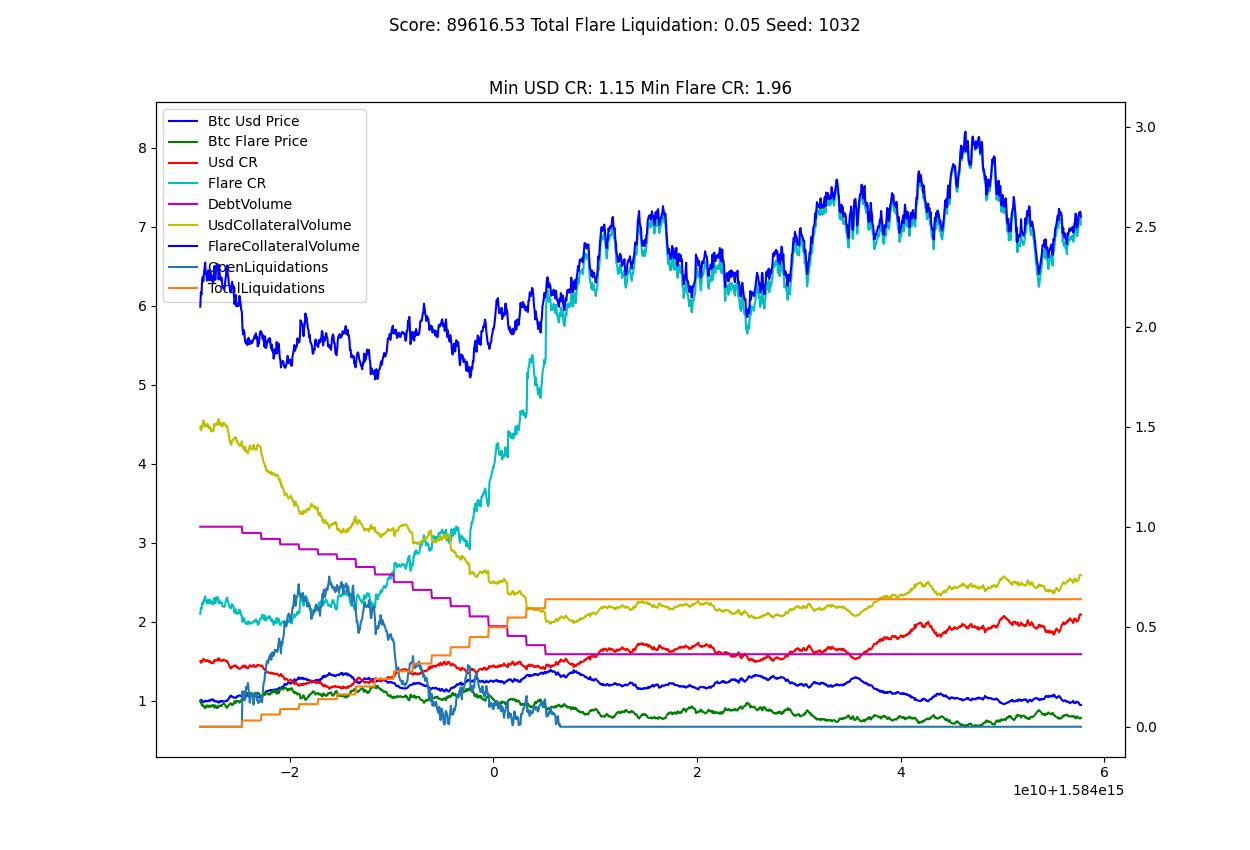 Score: 89616.53 Total Flare Liquidation: 0.05 Seed: 1032
Min USD CR: 1.15 Min Flare CR: 1.96
Btc Usd Price
Btc Flare Price
Usd CR
Flare CR
DebtVolume
UsdCollateralVolume
FlareCollateralVolume
OpenLiquidations
TotalLiquidations
8
7
6
5
4
3
2
1
3.0
2.5
2.0
1.5
1.0
0.5
0.0
−2
0
2
4
6
1e10+1.584e15